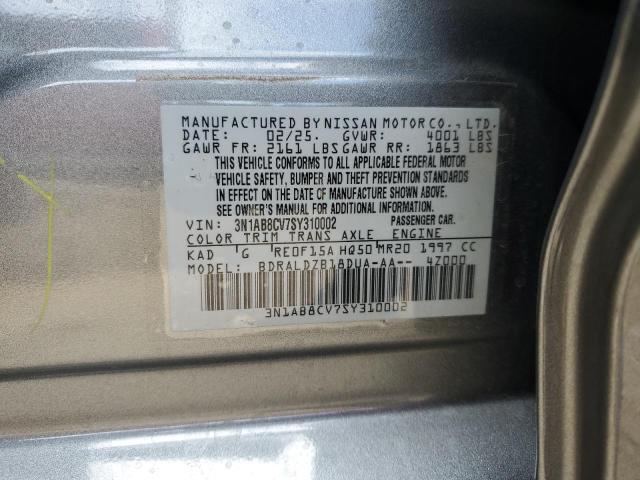 MANUFACTURED BY NISSAN MOTOR CO., LTD.
DATE: 02/25. GVWR: 4001 LBS
GAWR FR: 2161 LBS GAWR RR: 1863 LBS
THIS VEHICLE CONFORMS TO ALL APPLICABLE FEDERAL MOTOR
VEHICLE SAFETY, BUMPER AND THEFT PREVENTION STANDARDS
IN EFFECT ON THE DATE OF MANUFACTURE SHOWN ABOVE.
SEE OWNER'S MANUAL FOR ADDITIONAL INFORMATION.
VIN: 3N1AB8CV7SY310002 PASSENGER CAR.
COLOR TRIM TRANS AXLE ENGINE
KAD G RE0F15A HQ50 MR20 1997 CC
MODEL: BDRALDZB18DUA-AA-- 4Z000
3N1AB8CV7SY310002